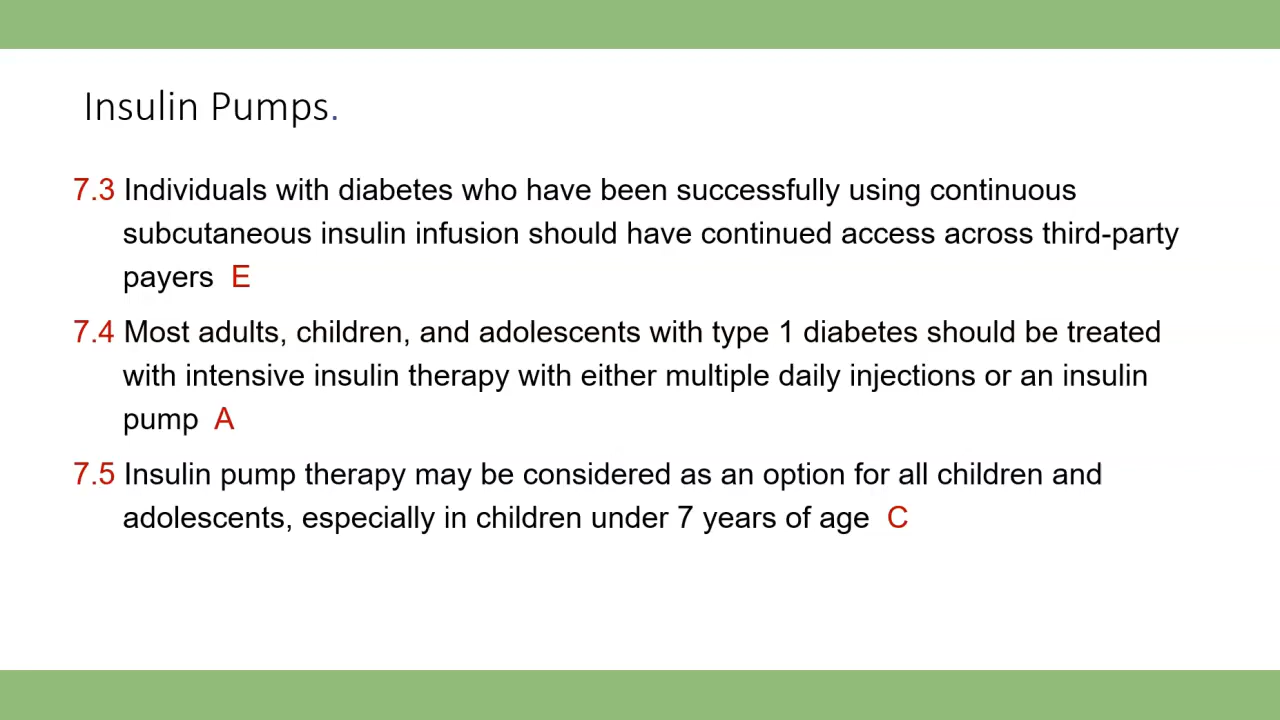 Insulin Pumps.
7.3 Individuals with diabetes who have been successfully using continuous
subcutaneous insulin infusion should have continued access across third-party
payers E
7.4 Most adults, children, and adolescents with type 1 diabetes should be treated
with intensive insulin therapy with either multiple daily injections or an insulin
pump A
7.5 Insulin pump therapy may be considered as an option for all children and
adolescents, especially in children under 7 years of age C